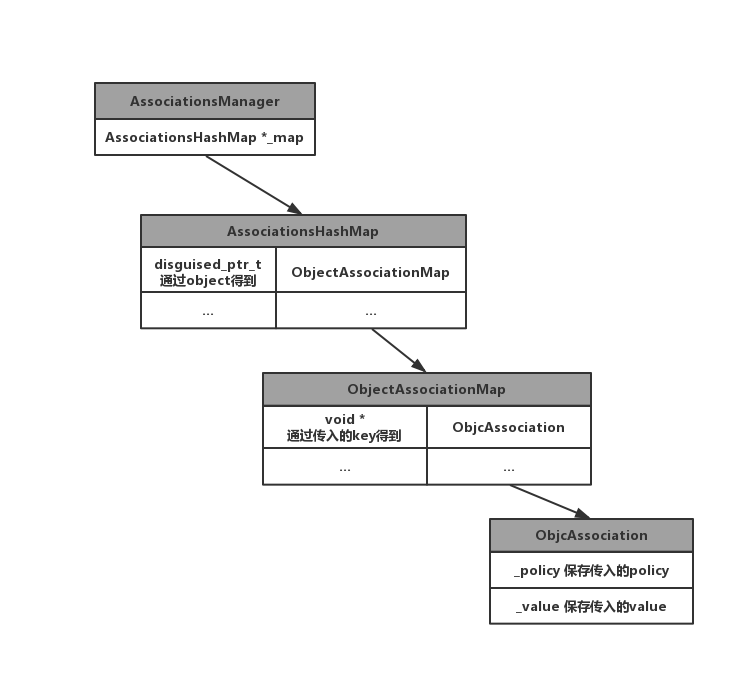 AssociationsManager
AssociationsHashMap *_map
AssociationsHashMap
disguised_ptr_t
通过object得到
ObjectAssociationMap
...
...
ObjectAssociationMap
void *
通过传入的key得到
ObjcAssociation
...
...
ObjcAssociation
_policy 保存传入的policy
_value 保存传入的value